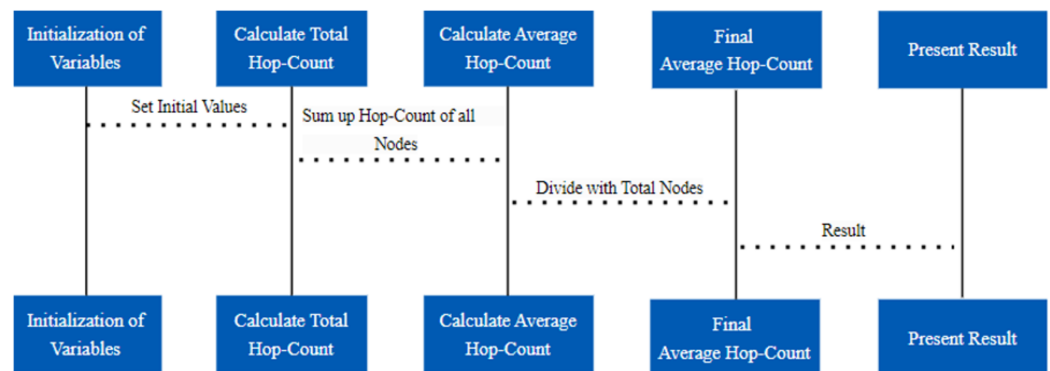 Initialization of
Variables
Calculate Total
Hop-Count
Calculate Average
Hop-Count
Final
Average Hop-Count
Present Result
Set Initial Values
Sum up Hop-Count of all
Nodes
Divide with Total Nodes
Result
Initialization of
Variables
Calculate Total
Hop-Count
Calculate Average
Hop-Count
Final
Average Hop-Count
Present Result